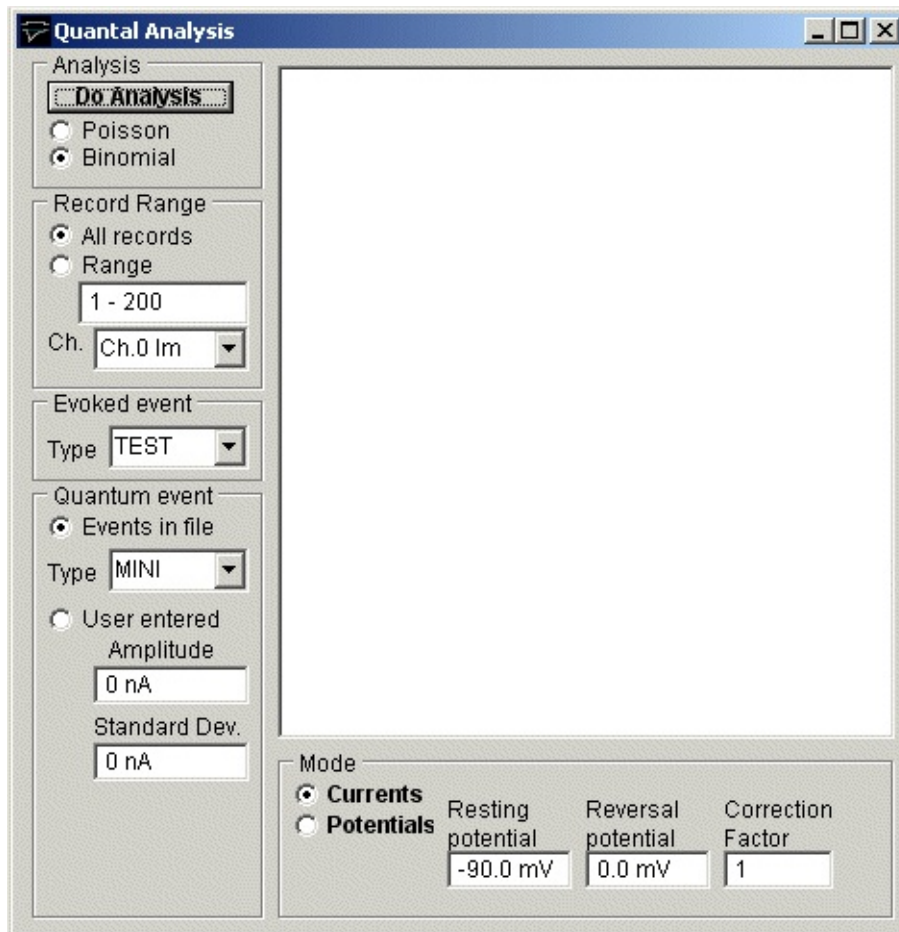 Quantal Analysis
Analysis
Do Analysis
Poisson
Binomial
Record Range
All records
Range
1 - 200
Ch. Ch.0 Im
Evoked event
Type TEST
Quantum event
Events in file
Type MINI
User entered
Amplitude
0 nA
Standard Dev.
0 nA
Mode
Currents
Potentials
Resting
potential
-90.0 mV
Reversal
potential
0.0 mV
Correction
Factor
1